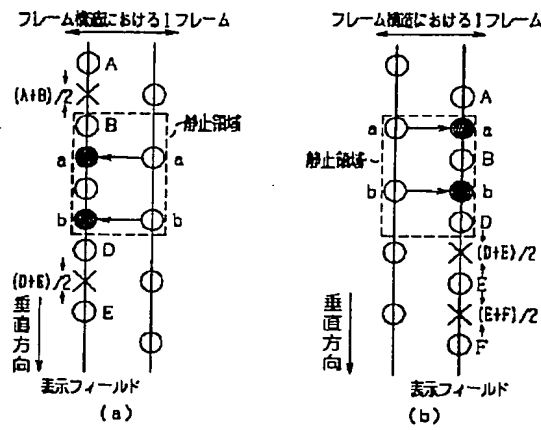 フレーム構造における1フレーム
A
(A+B)/2
B
静止領域
a
a
b
b
D
(D+E)/2
E
垂直方向
表示フィールド
(a)
フレーム構造における1フレーム
A
a
a
静止領域
B
b
b
D
(D+E)/2
E
(E+F)/2
F
垂直方向
表示フィールド
(b)